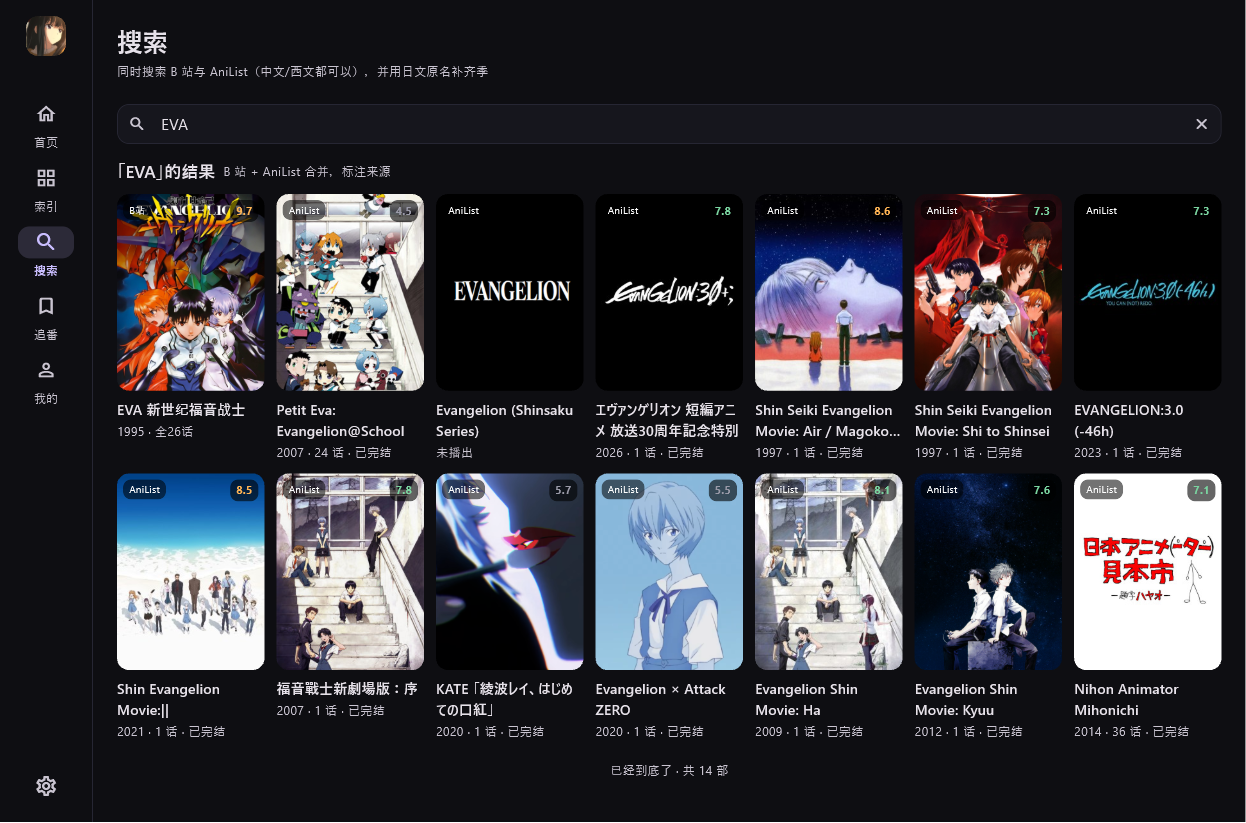 搜索
同时搜索 B 站与 AniList（中文/西文都可以），并用日文原名补齐季
首页
索引
搜索
追番
我的
EVA
「EVA」的结果 B 站 + AniList 合并，标注来源
B站 9.7
AniList 4.5
AniList
AniList 7.8
AniList 8.6
AniList 7.3
AniList 7.3
EVANGELION
EVANGELION:3.0
EVANGELION:3.0(-46h)
YOU CAN (NOT) REDO.
EVA 新世纪福音战士
1995 · 全26话
Petit Eva:
Evangelion@School
2007 · 24 话 · 已完结
Evangelion (Shinsaku
Series)
未播出
エヴァンゲリオン 短編アニ
メ 放送30周年記念特別
2026 · 1 话 · 已完结
Shin Seiki Evangelion
Movie: Air / Magoko...
1997 · 1 话 · 已完结
Shin Seiki Evangelion
Movie: Shi to Shinsei
1997 · 1 话 · 已完结
EVANGELION:3.0
(-46h)
2023 · 1 话 · 已完结
AniList 8.5
AniList 7.8
AniList 5.7
AniList 5.5
AniList 8.1
AniList 7.6
AniList 7.1
日本アニメ(ーター)
見本市
Shin Evangelion
Movie:||
2021 · 1 话 · 已完结
福音戰士新劇場版：序
2007 · 1 话 · 已完结
KATE「綾波レイ、はじめ
ての口紅」
2020 · 1 话 · 已完结
Evangelion × Attack
ZERO
2020 · 1 话 · 已完结
Evangelion Shin
Movie: Ha
2009 · 1 话 · 已完结
Evangelion Shin
Movie: Kyuu
2012 · 1 话 · 已完结
Nihon Animator
Mihonichi
2014 · 36 话 · 已完结
已经到底了 · 共 14 部